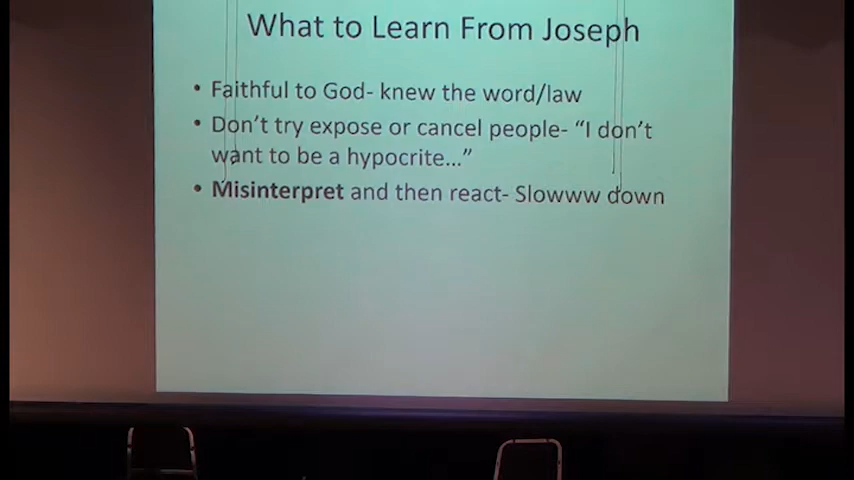 What to Learn From Joseph
• Faithful to God- knew the word/law
• Don't try expose or cancel people- "I don't
want to be a hypocrite..."
• Misinterpret and then react- Slowww down